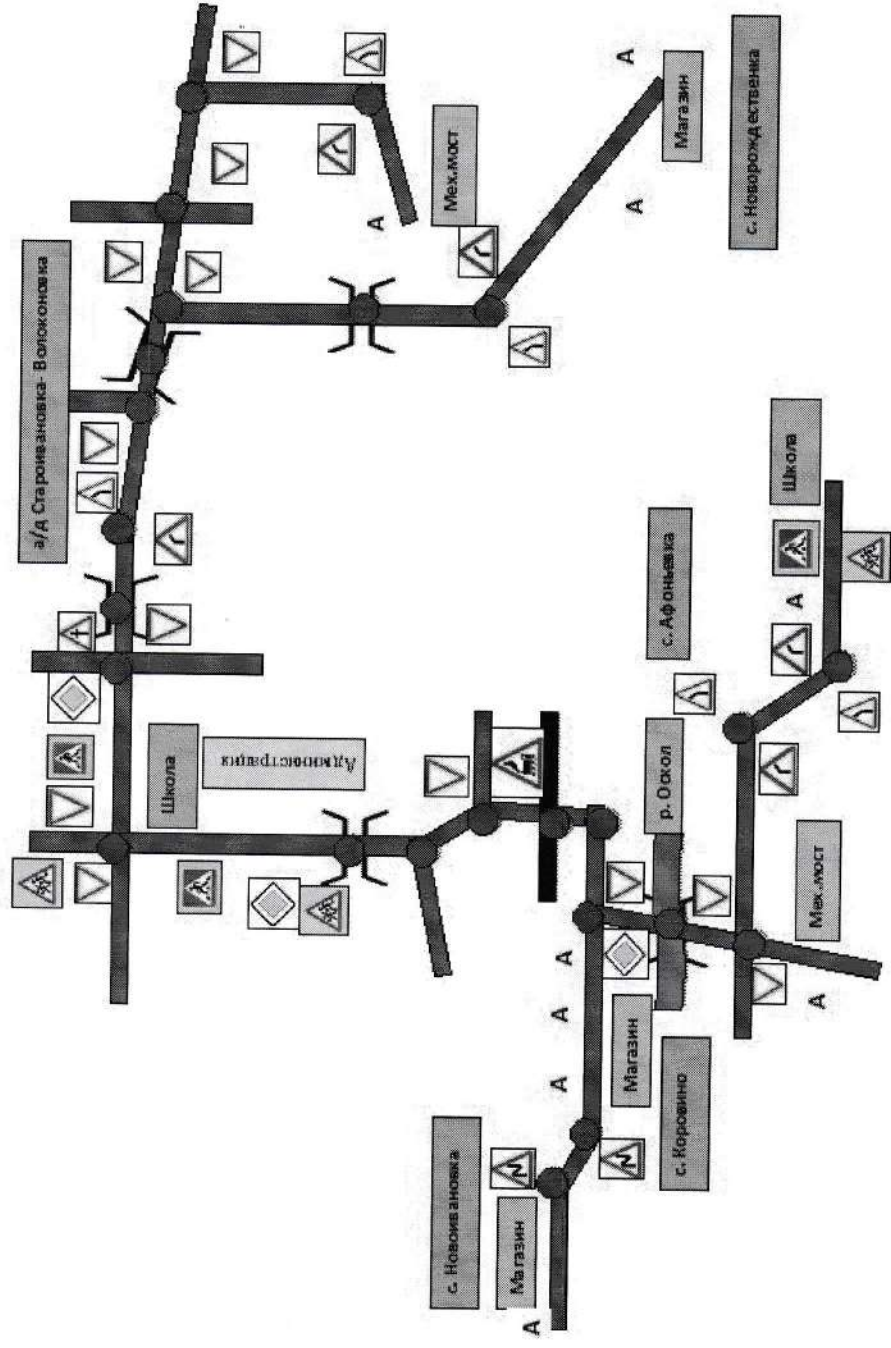 а/д Староивановка- Волоконовка
Школа
Администрация
А
Мех.мост
с. Новоивановка
Магазин
А
А
А
А
Магазин
А
А
р. Оскол
с. Афоньевка
с. Коровино
Магазин
с. Новорождественка
Школа
А
Мех.мост
А